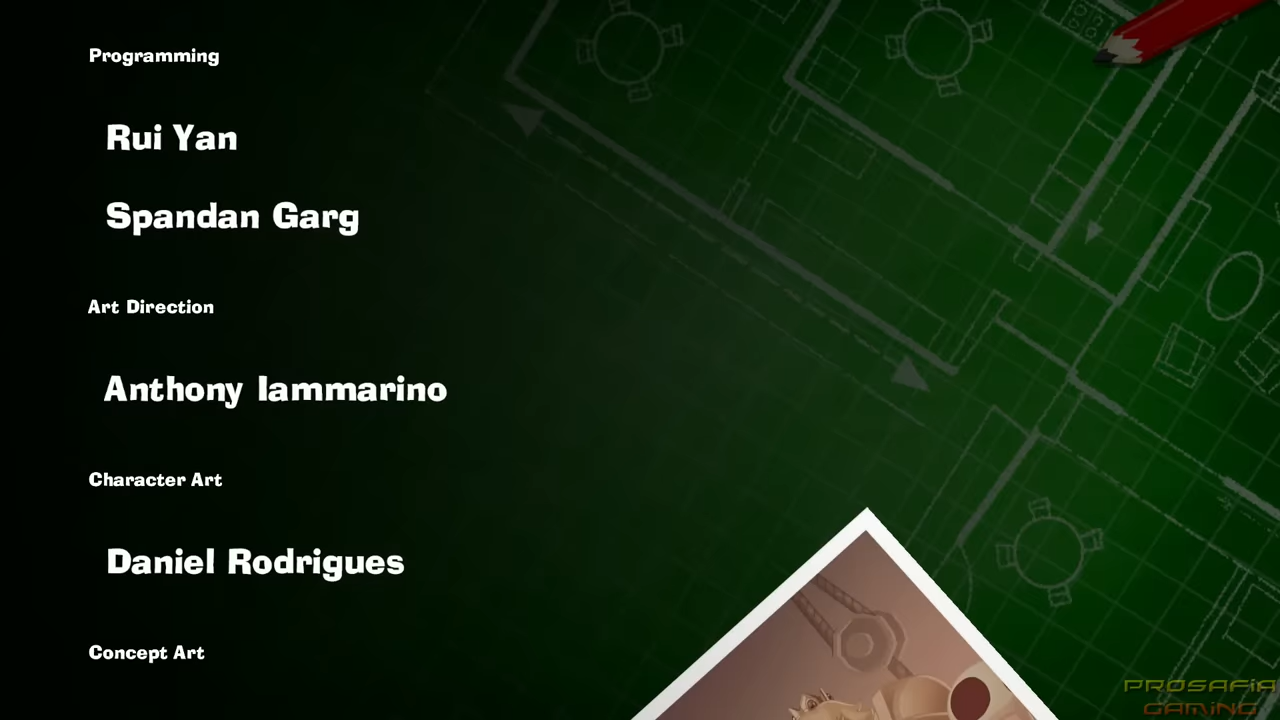 Programming
Rui Yan
Spandan Garg
Art Direction
Anthony Iammarino
Character Art
Daniel Rodrigues
Concept Art
PROSAFiA
GAMiNG